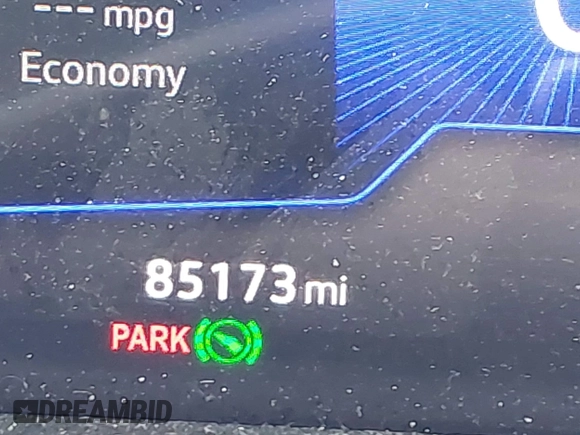 --- mpg
Economy
85173 mi
PARK
DREAMBID